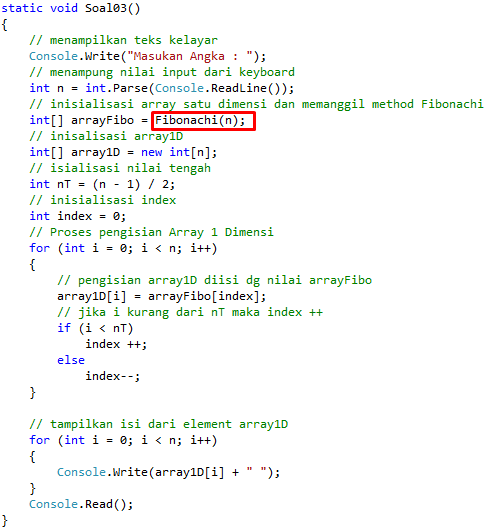 static void Soal03()
{
    // menampilkan teks kelayar
    Console.Write("Masukan Angka : ");
    // menampung nilai input dari keyboard
    int n = int.Parse(Console.ReadLine());
    // inisialisasi array satu dimensi dan memanggil method Fibonachi
    int[] arrayFibo = Fibonachi(n);
    // inisalisasi array1D
    int[] array1D = new int[n];
    // isialisasi nilai tengah
    int nT = (n - 1) / 2;
    // inisialisasi index
    int index = 0;
    // Proses pengisian Array 1 Dimensi
    for (int i = 0; i < n; i++)
    {
        // pengisian array1D diisi dg nilai arrayFibo
        array1D[i] = arrayFibo[index];
        // jika i kurang dari nT maka index ++
        if (i < nT)
            index ++;
        else
            index--;
    }

    // tampilkan isi dari element array1D
    for (int i = 0; i < n; i++)
    {
        Console.Write(array1D[i] + " ");
    }
    Console.Read();
}